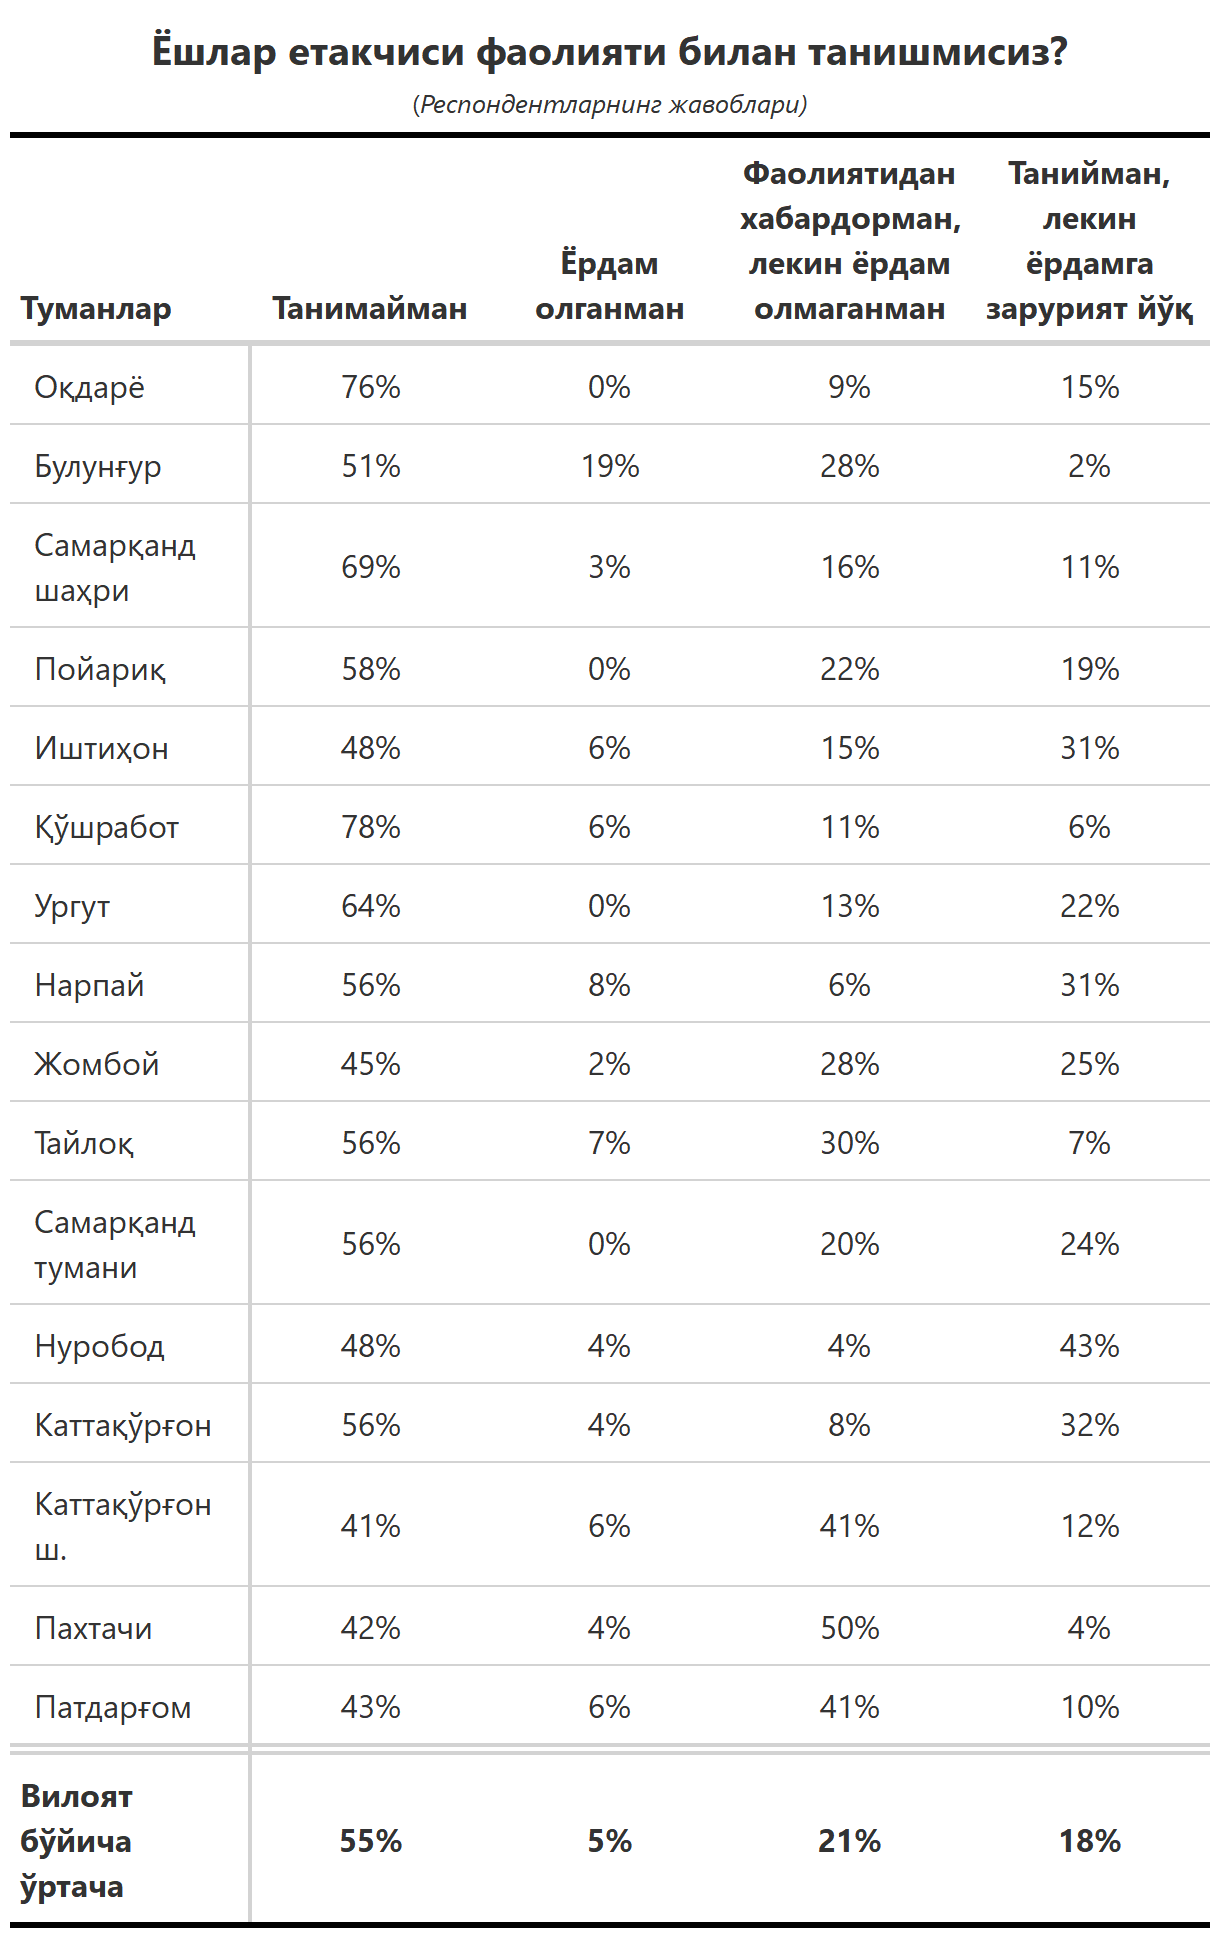 Ёшлар етакчиси фаолияти билан танишмисиз?
(Респондентларнинг жавоблари)
Туманлар Танимайман Ёрдам олганман Фаолиятидан хабардорман, лекин ёрдам олмаганман Танийман, лекин ёрдамга зарурият йўқ
Оқдарё 76% 0% 9% 15%
Булунғур 51% 19% 28% 2%
Самарқанд шаҳри 69% 3% 16% 11%
Пойариқ 58% 0% 22% 19%
Иштиҳон 48% 6% 15% 31%
Қўшработ 78% 6% 11% 6%
Ургут 64% 0% 13% 22%
Нарпай 56% 8% 6% 31%
Жомбой 45% 2% 28% 25%
Тайлоқ 56% 7% 30% 7%
Самарқанд тумани 56% 0% 20% 24%
Нуробод 48% 4% 4% 43%
Каттақўрғон 56% 4% 8% 32%
Каттақўрғон ш. 41% 6% 41% 12%
Пахтачи 42% 4% 50% 4%
Патдарғом 43% 6% 41% 10%
Вилоят бўйича ўртача 55% 5% 21% 18%